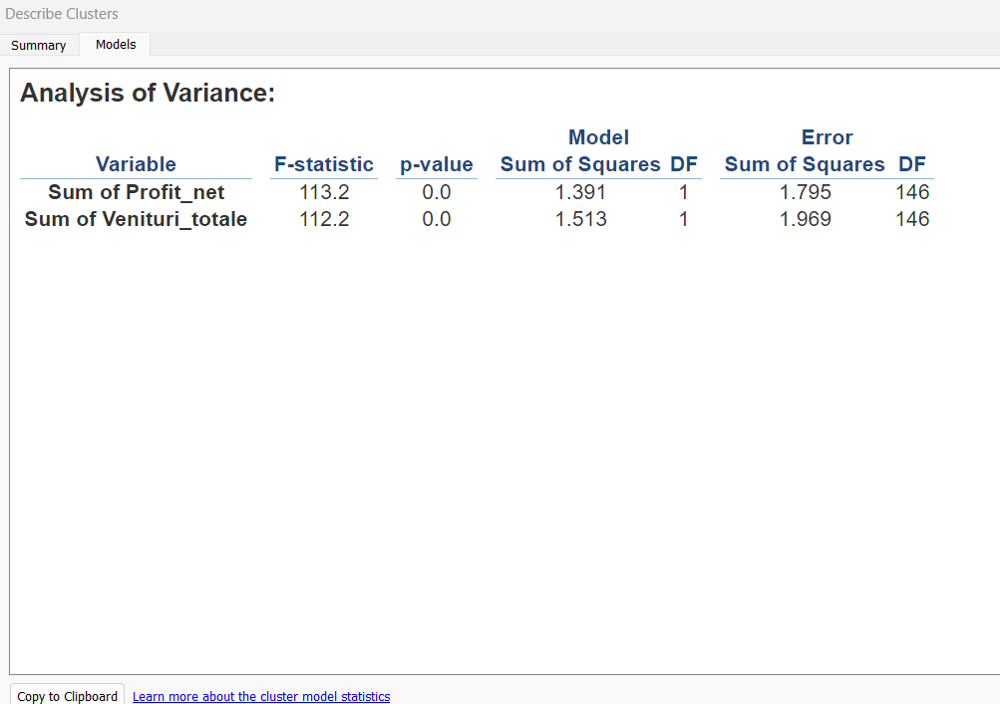 Describe Clusters
Summary Models
Analysis of Variance:
Model Error
Variable F-statistic p-value Sum of Squares DF Sum of Squares DF
Sum of Profit_net 113.2 0.0 1.391 1 1.795 146
Sum of Venituri_totale 112.2 0.0 1.513 1 1.969 146
Copy to Clipboard Learn more about the cluster model statistics